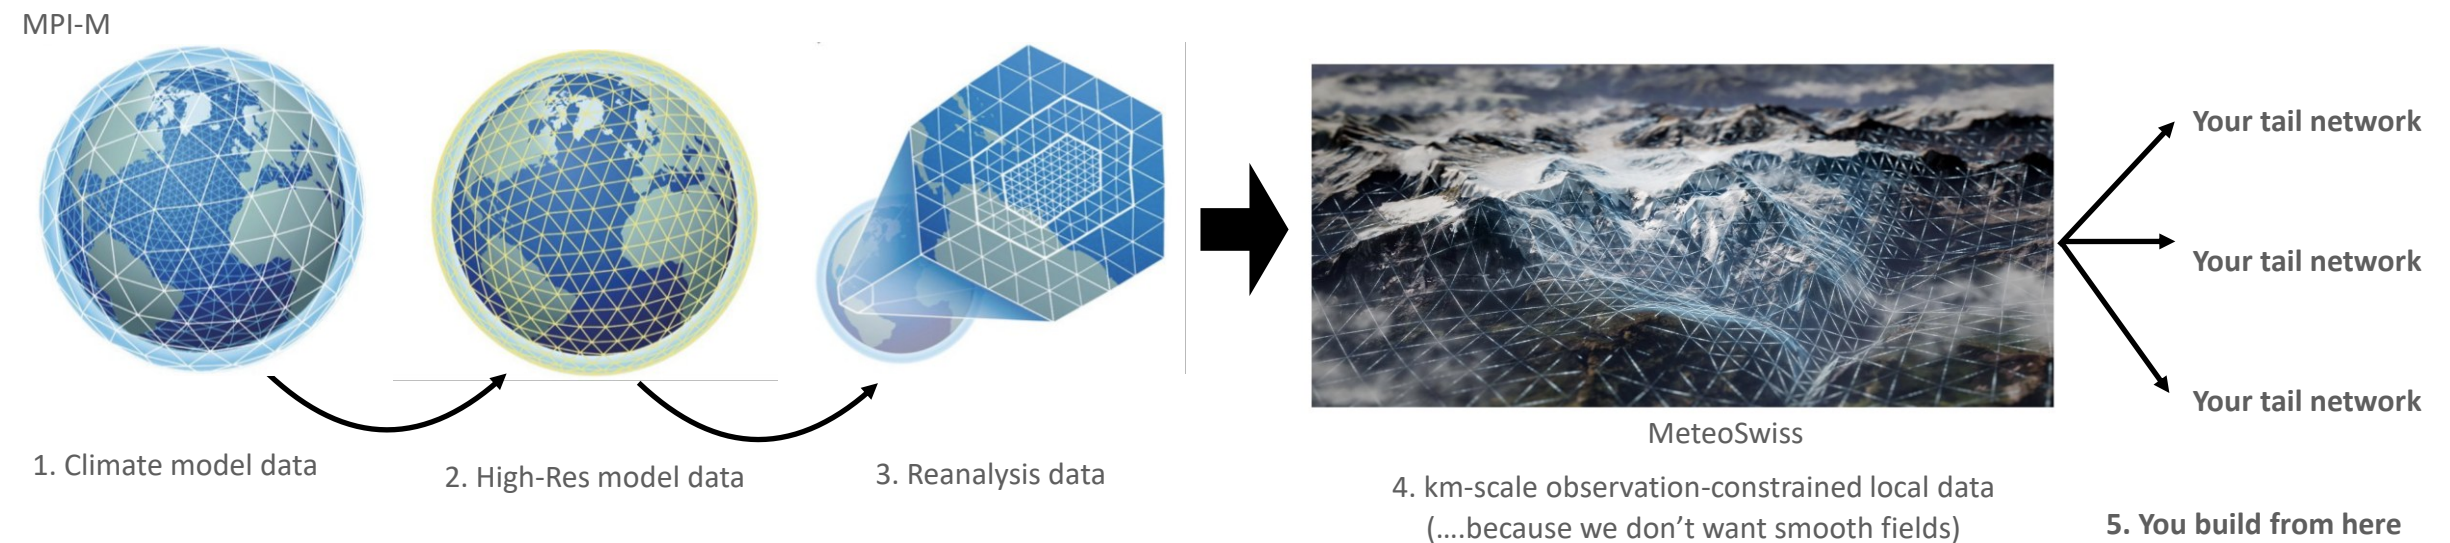 MPI-M
1. Climate model data
2. High-Res model data
3. Reanalysis data
MeteoSwiss
4. km-scale observation-constrained local data
(....because we don’t want smooth fields)
Your tail network
Your tail network
Your tail network
5. You build from here